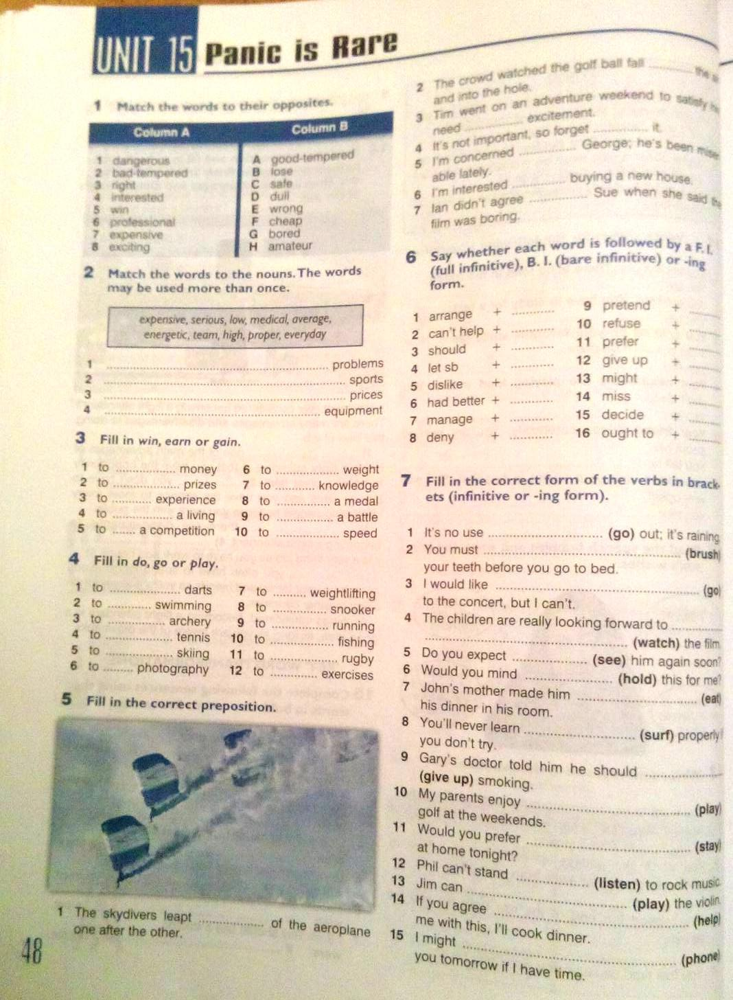 UNIT 15 Panic is Rare
1 Match the words to their opposites.
Column A Column B
1 dangerous A good-tempered
2 bad-tempered B lose
3 right C safe
4 interested D dull
5 win E wrong
6 professional F cheap
7 expensive G bored
8 exciting H amateur
2 Match the words to the nouns. The words
may be used more than once.
expensive, serious, low, medical, average,
energetic, team, high, proper, everyday
1 .......... problems
2 .......... sports
3 .......... prices
4 .......... equipment
3 Fill in win, earn or gain.
1 to .......... money 6 to .......... weight
2 to .......... prizes 7 to .......... knowledge
3 to .......... experience 8 to .......... a medal
4 to .......... a living 9 to .......... a battle
5 to ....... a competition 10 to .......... speed
4 Fill in do, go or play.
1 to .......... darts 7 to .......... weightlifting
2 to .......... swimming 8 to .......... snooker
3 to .......... archery 9 to .......... running
4 to .......... tennis 10 to .......... fishing
5 to .......... skiing 11 to .......... rugby
6 to ......... photography 12 to .......... exercises
5 Fill in the correct preposition.
1 The skydivers leapt .......... of the aeroplane
one after the other.
48
2 The crowd watched the golf ball fall .......... the
and into the hole.
3 Tim went on an adventure weekend to satisfy
need .......... excitement.
4 It's not important, so forget .......... it.
5 I'm concerned .......... George; he's been miser
able lately.
6 I'm interested .......... buying a new house.
7 Ian didn't agree .......... Sue when she said the
film was boring.
6 Say whether each word is followed by a F.I.
(full infinitive), B. I. (bare infinitive) or -ing
form.
1 arrange + .......... 9 pretend + ..........
2 can't help + .......... 10 refuse + ..........
3 should + .......... 11 prefer + ..........
4 let sb + .......... 12 give up + ..........
5 dislike + .......... 13 might + ..........
6 had better + .......... 14 miss + ..........
7 manage + .......... 15 decide + ..........
8 deny + .......... 16 ought to + ..........
7 Fill in the correct form of the verbs in brack-
ets (infinitive or -ing form).
1 It's no use .......... (go) out; it's raining
2 You must .......... (brush)
your teeth before you go to bed.
3 I would like .......... (go)
to the concert, but I can't.
4 The children are really looking forward to ..........
.......... (watch) the film.
5 Do you expect .......... (see) him again soon?
6 Would you mind .......... (hold) this for me?
7 John's mother made him .......... (eat)
his dinner in his room.
8 You'll never learn .......... (surf) properly
you don't try.
9 Gary's doctor told him he should ..........
(give up) smoking.
10 My parents enjoy .......... (play)
golf at the weekends.
11 Would you prefer .......... (stay)
at home tonight?
12 Phil can't stand .......... (listen) to rock music.
13 Jim can .......... (play) the violin.
14 If you agree .......... (help)
me with this, I'll cook dinner.
15 I might .......... (phone)
you tomorrow if I have time.